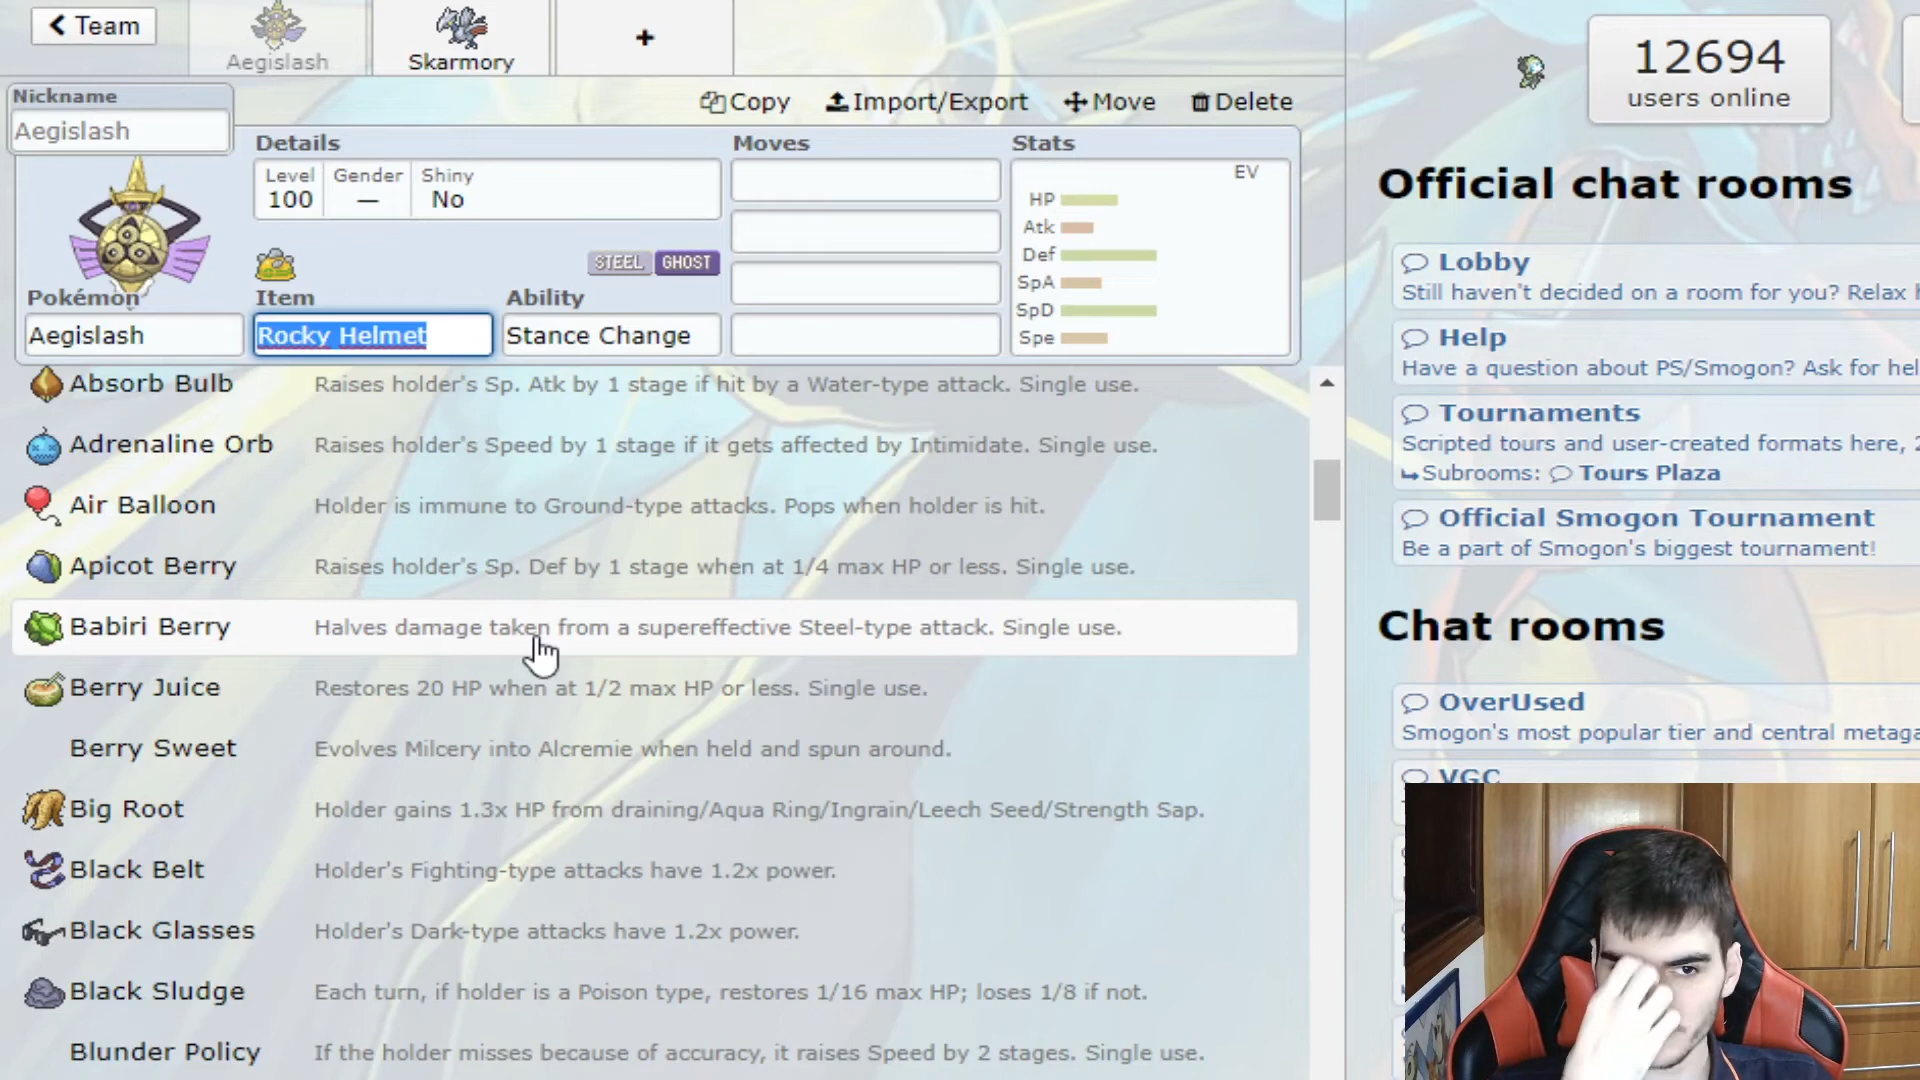 Team
Aegislash
Skarmory
+
12694
users online
Nickname
Aegislash
Copy
Import/Export
Move
Delete
Details
Level
100
Gender
—
Shiny
No
STEEL
GHOST
Pokémon
Aegislash
Item
Rocky Helmet
Ability
Stance Change
Moves
Stats
EV
HP
Atk
Def
SpA
SpD
Spe
Absorb Bulb Raises holder's Sp. Atk by 1 stage if hit by a Water-type attack. Single use.
Adrenaline Orb Raises holder's Speed by 1 stage if it gets affected by Intimidate. Single use.
Air Balloon Holder is immune to Ground-type attacks. Pops when holder is hit.
Apicot Berry Raises holder's Sp. Def by 1 stage when at 1/4 max HP or less. Single use.
Babiri Berry Halves damage taken from a supereffective Steel-type attack. Single use.
Berry Juice Restores 20 HP when at 1/2 max HP or less. Single use.
Berry Sweet Evolves Milcery into Alcremie when held and spun around.
Big Root Holder gains 1.3x HP from draining/Aqua Ring/Ingrain/Leech Seed/Strength Sap.
Black Belt Holder's Fighting-type attacks have 1.2x power.
Black Glasses Holder's Dark-type attacks have 1.2x power.
Black Sludge Each turn, if holder is a Poison type, restores 1/16 max HP; loses 1/8 if not.
Blunder Policy If the holder misses because of accuracy, it raises Speed by 2 stages. Single use.
Official chat rooms
Lobby
Still haven't decided on a room for you? Relax
Help
Have a question about PS/Smogon? Ask for hel
Tournaments
Scripted tours and user-created formats here, 2
Subrooms: Tours Plaza
Official Smogon Tournament
Be a part of Smogon's biggest tournament!
Chat rooms
OverUsed
Smogon's most popular tier and central metaga
VGC